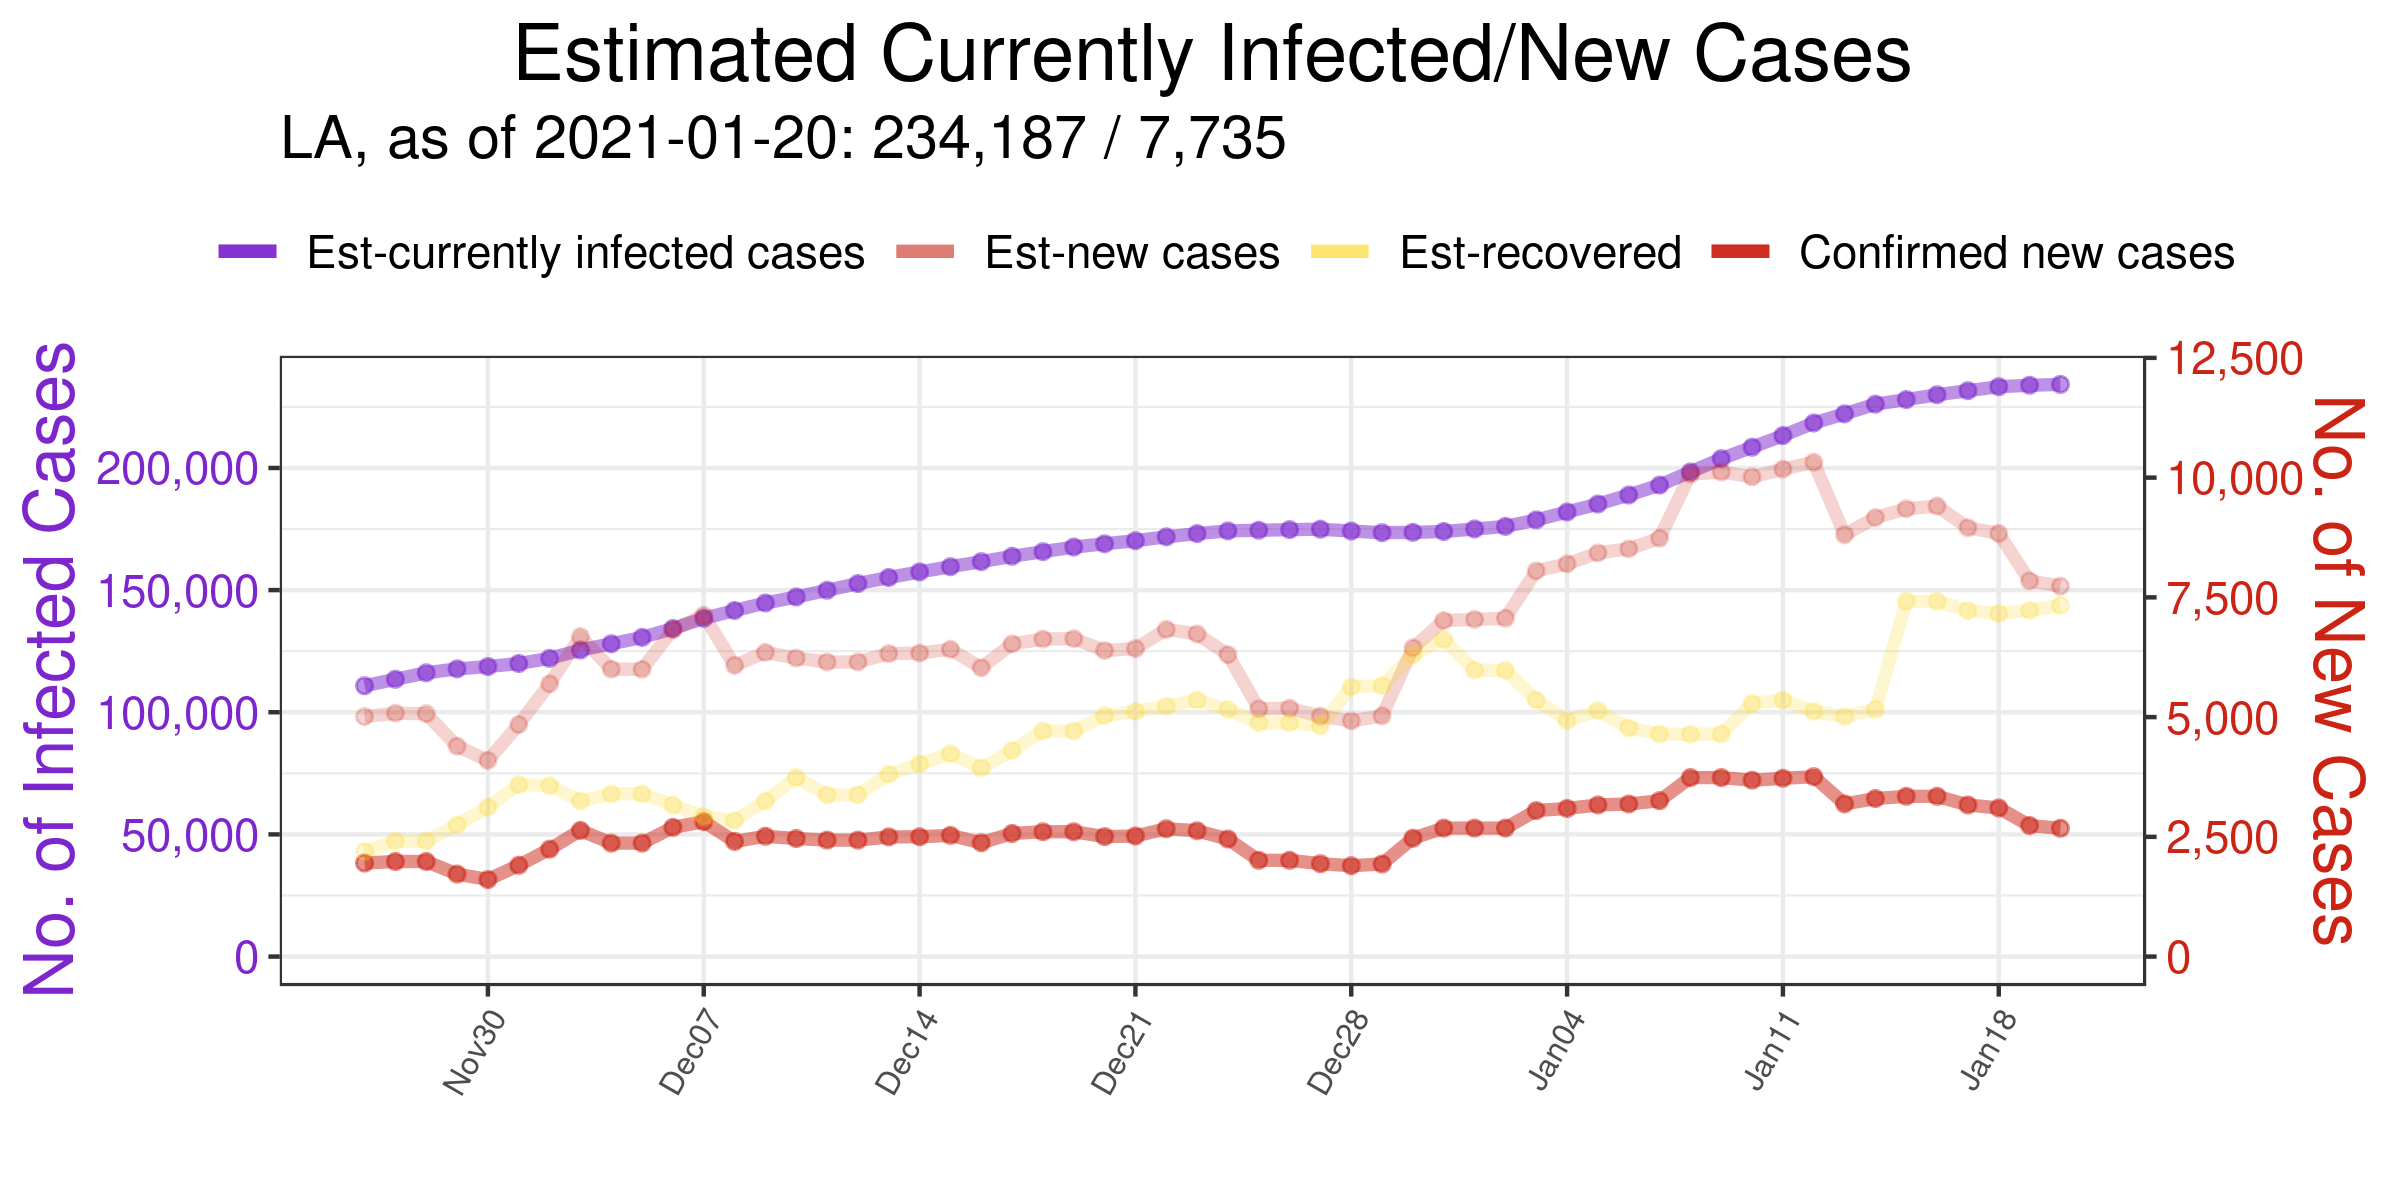 Estimated Currently Infected/New Cases
LA, as of 2021-01-20: 234,187 / 7,735
Est-currently infected cases Est-new cases Est-recovered Confirmed new cases
No. of Infected Cases
200,000
150,000
100,000
50,000
0
12,500
10,000
7,500
5,000
2,500
0
No. of New Cases
Nov30 Dec07 Dec14 Dec21 Dec28 Jan04 Jan11 Jan18